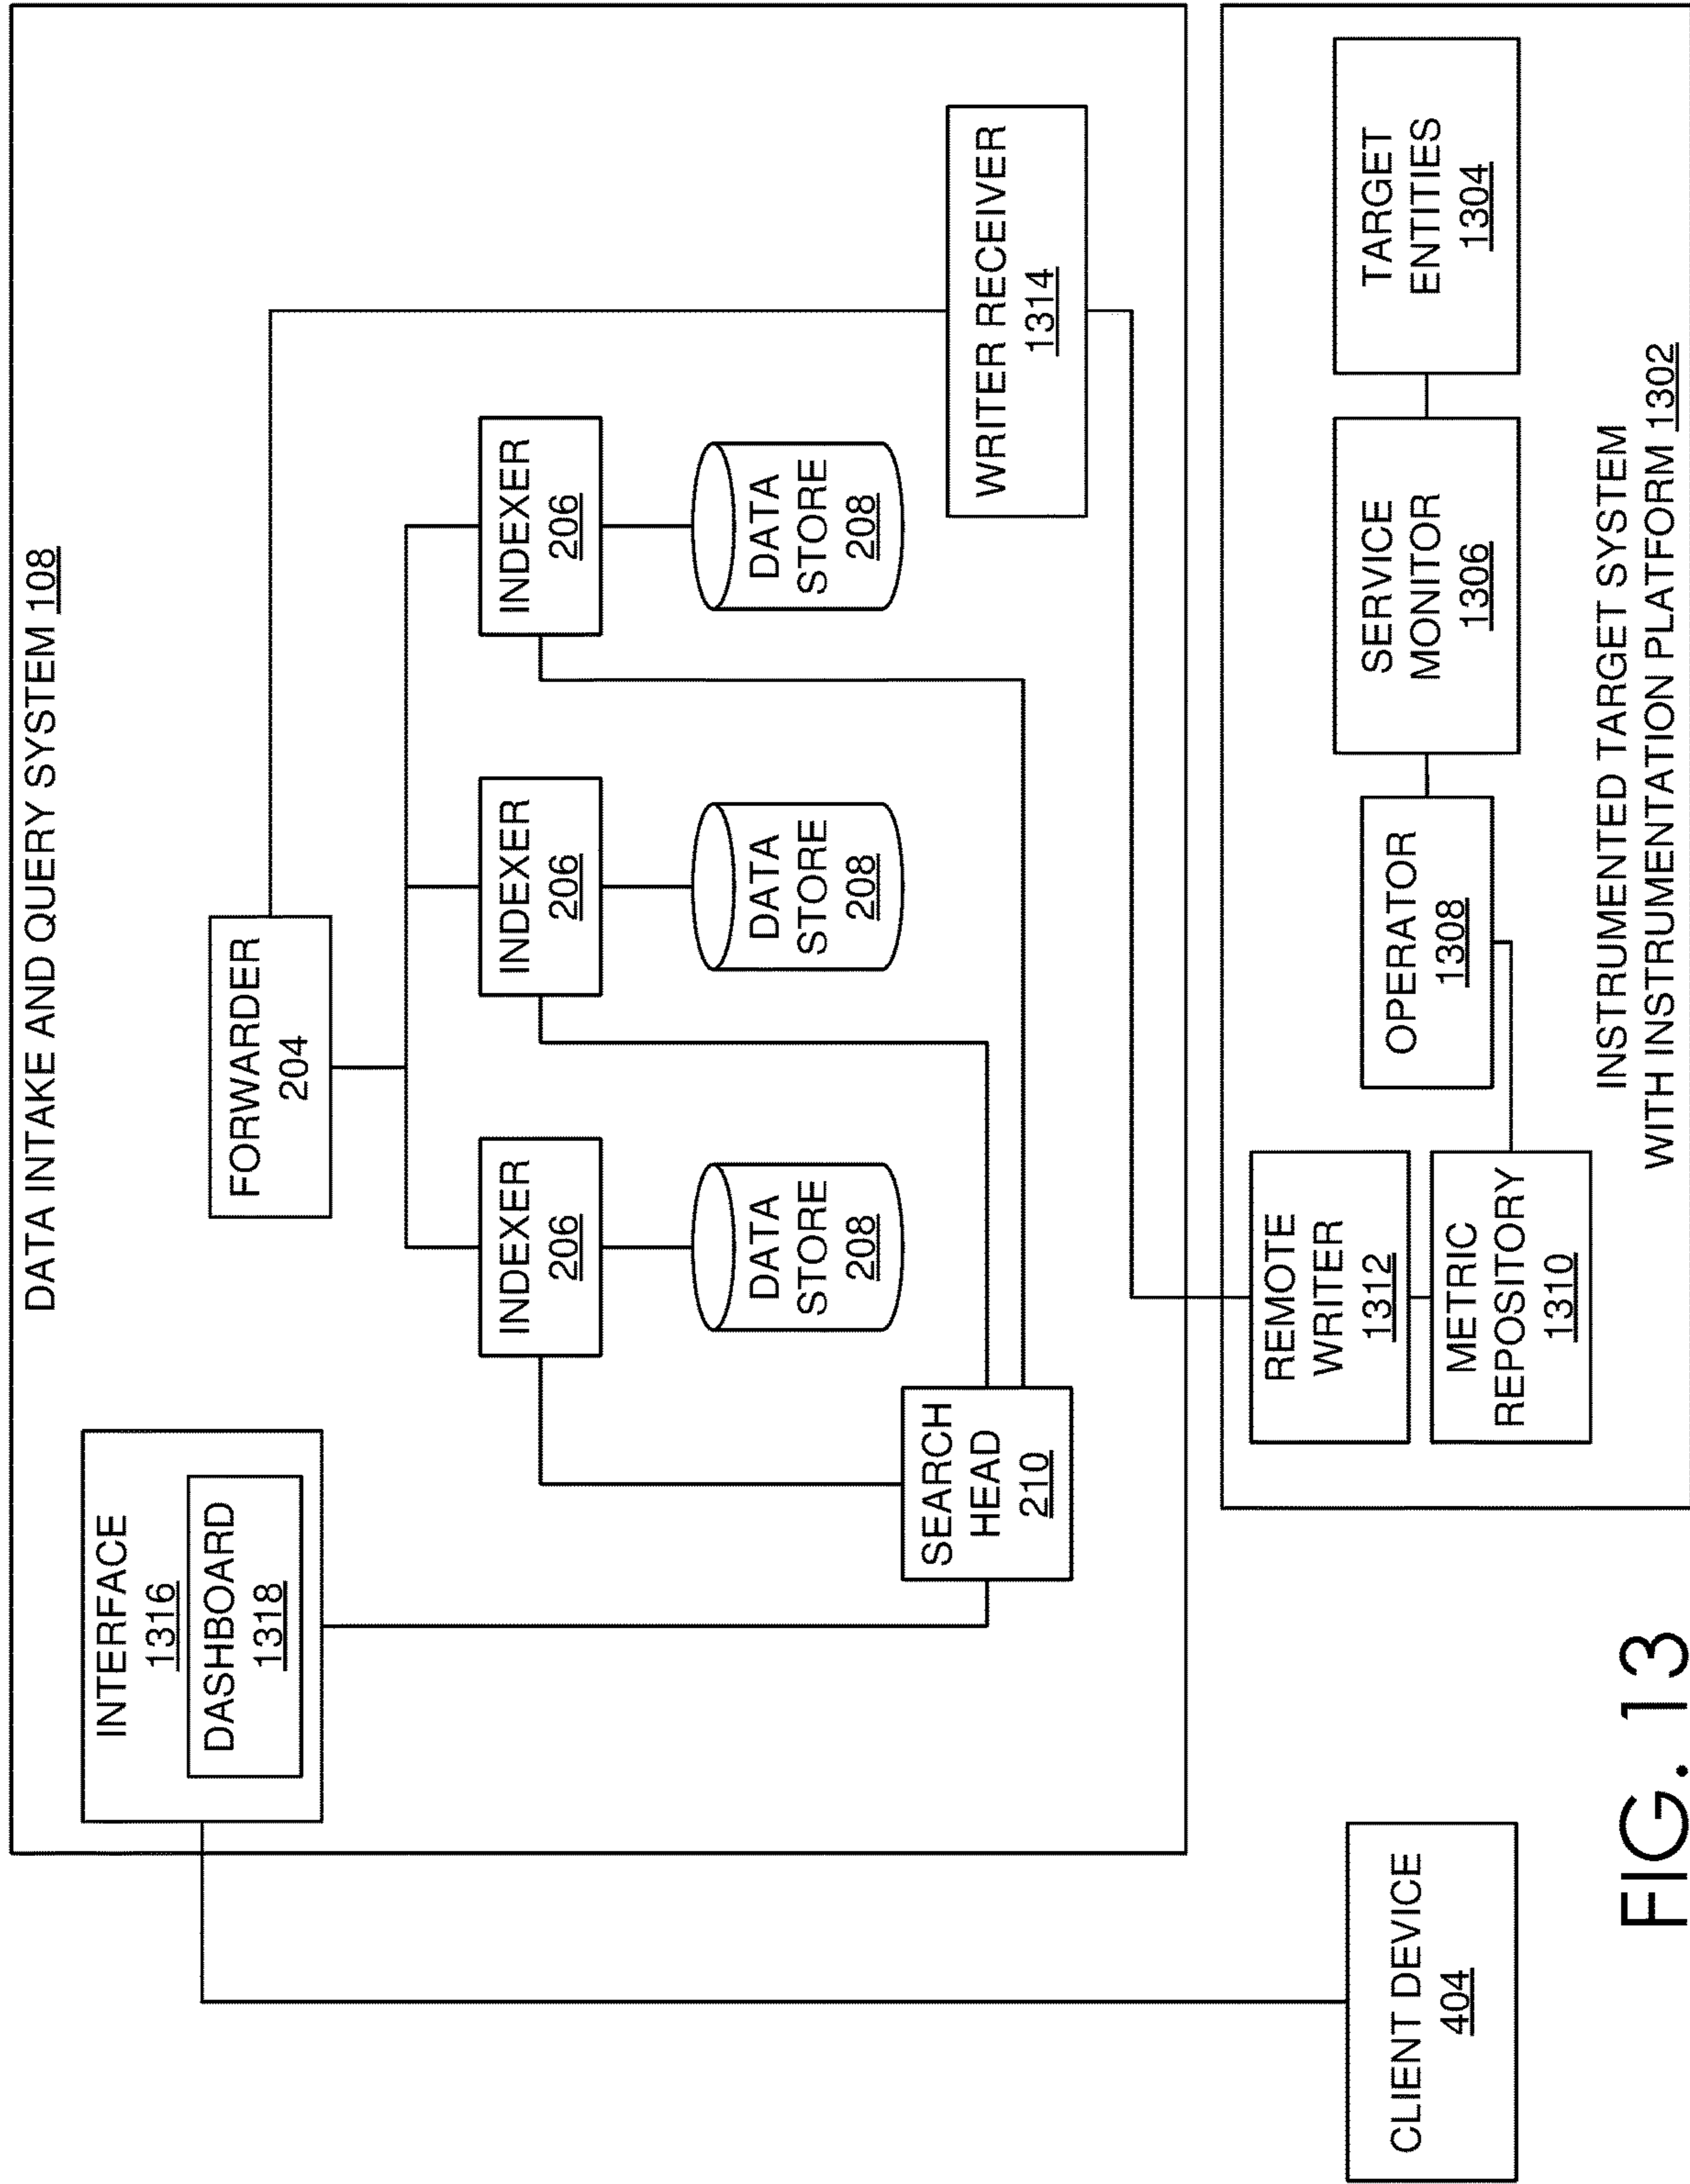 DATA INTAKE AND QUERY SYSTEM 108
INTERFACE
1316
DASHBOARD
1318
FORWARDER
204
INDEXER
206
INDEXER
206
INDEXER
206
DATA
STORE
208
DATA
STORE
208
DATA
STORE
208
SEARCH
HEAD
210
WRITER RECEIVER
1314
CLIENT DEVICE
404
REMOTE
WRITER
1312
METRIC
REPOSITORY
1310
OPERATOR
1308
SERVICE
MONITOR
1306
TARGET
ENTITIES
1304
INSTRUMENTED TARGET SYSTEM
WITH INSTRUMENTATION PLATFORM 1302
FIG. 13